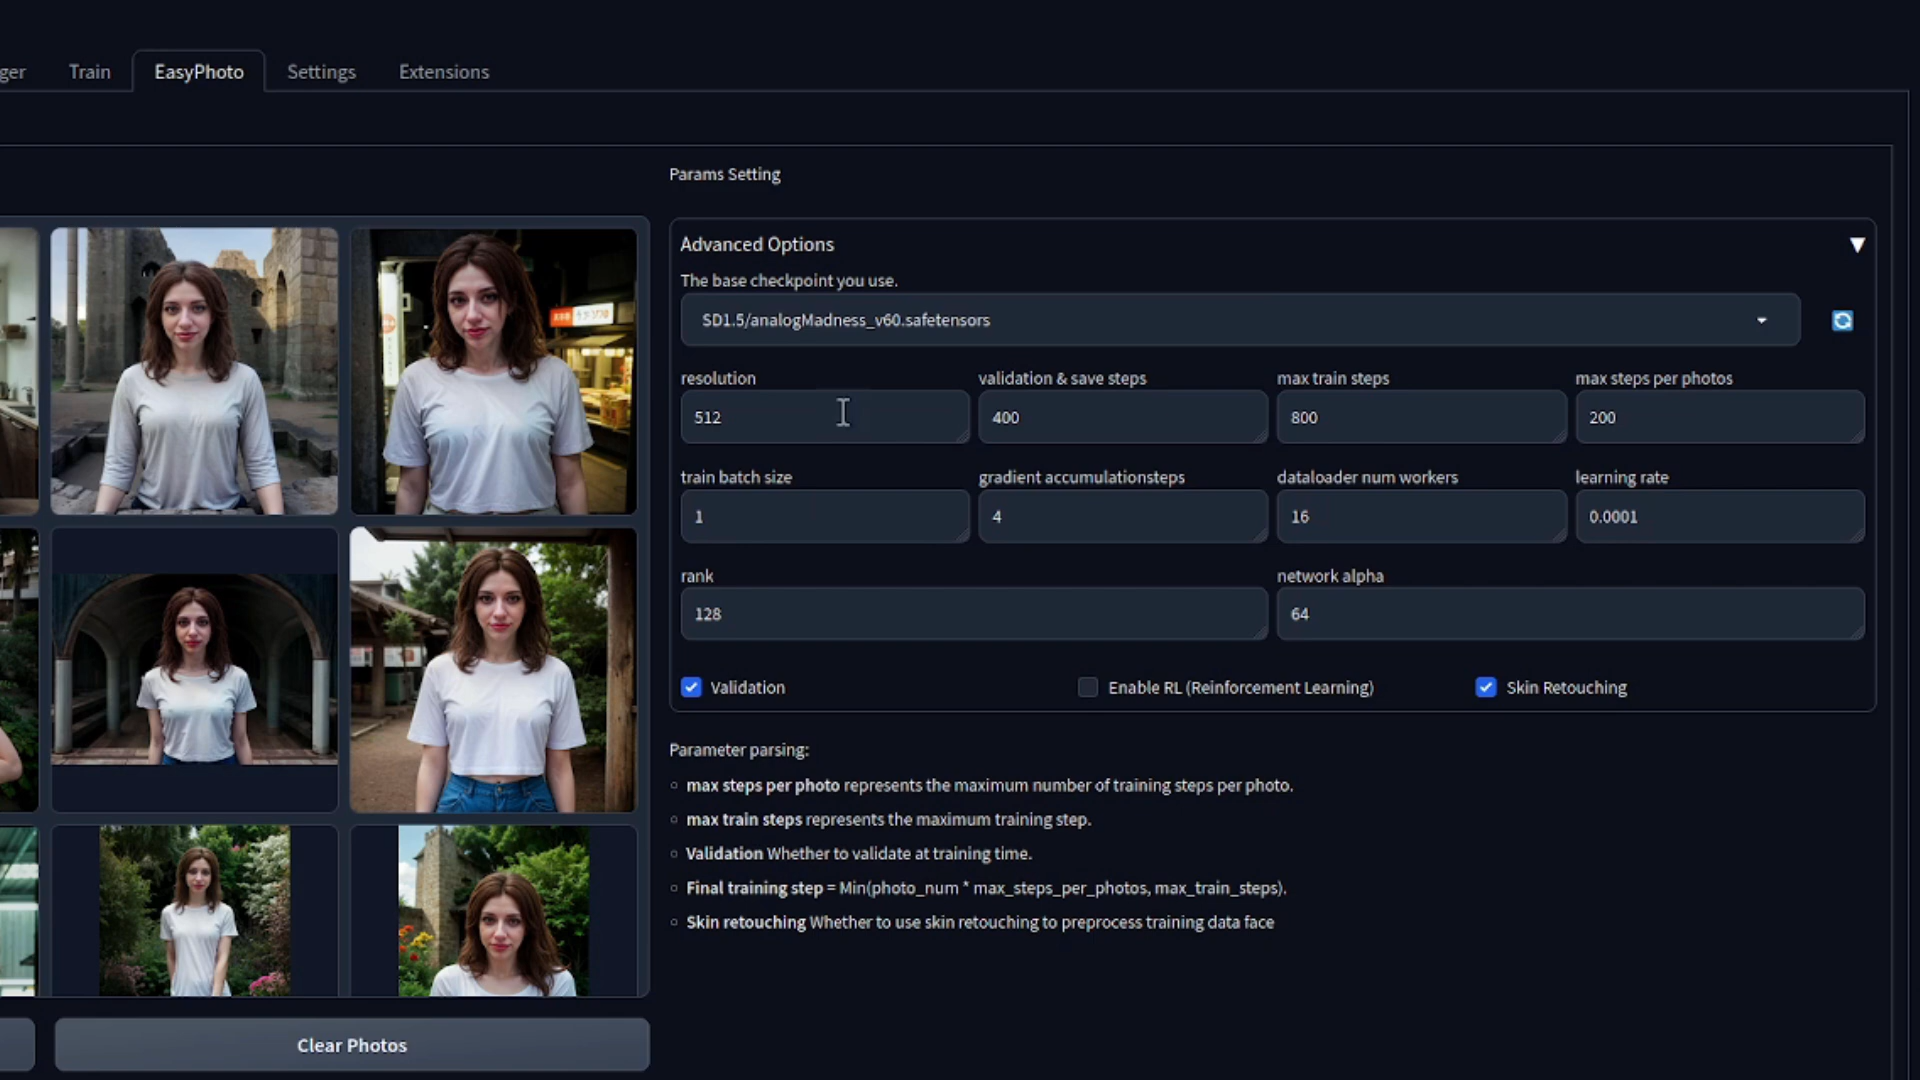 ger Train EasyPhoto Settings Extensions
Params Setting
Advanced Options ▼
The base checkpoint you use.
SD1.5/analogMadness_v60.safetensors
resolution validation & save steps max train steps max steps per photos
512 400 800 200
train batch size gradient accumulationsteps dataloader num workers learning rate
1 4 16 0.0001
rank network alpha
128 64
Validation Enable RL (Reinforcement Learning) Skin Retouching
Parameter parsing:
max steps per photo represents the maximum number of training steps per photo.
max train steps represents the maximum training step.
Validation Whether to validate at training time.
Final training step = Min(photo_num * max_steps_per_photos, max_train_steps).
Skin retouching Whether to use skin retouching to preprocess training data face
Clear Photos